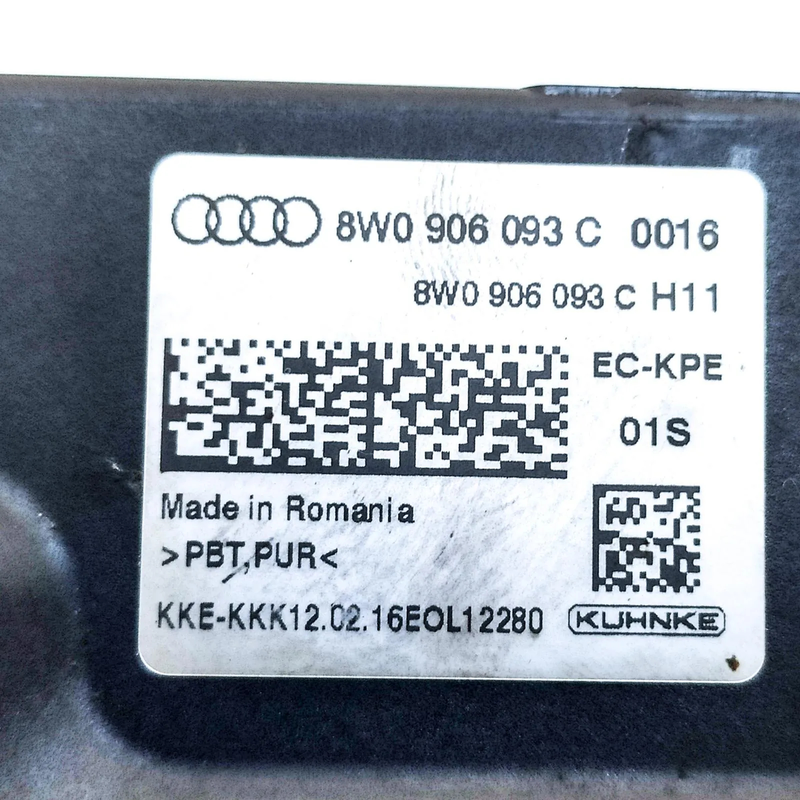 8W0 906 093 C 0016
8W0 906 093 C H11
EC-KPE
01S
Made in Romania
>PBT,PUR<
KKE-KKK12.02.16EOL12280 KUHNKE